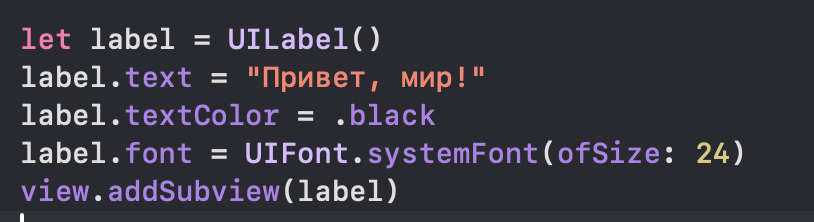 let label = UILabel()
label.text = "Привет, мир!"
label.textColor = .black
label.font = UIFont.systemFont(ofSize: 24)
view.addSubview(label)